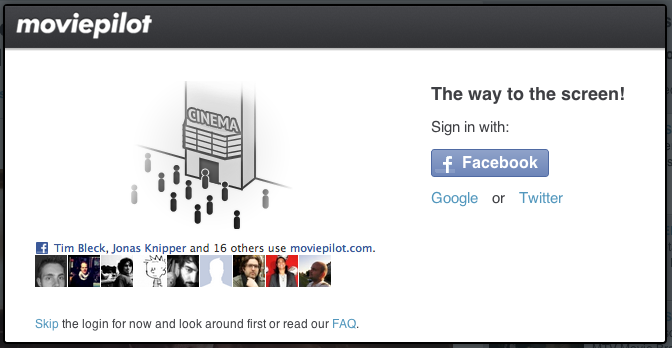 moviepilot
CINEMA
The way to the screen!
Sign in with:
f Facebook
Google or Twitter
f Tim Bleck, Jonas Knipper and 16 others use moviepilot.com.
Skip the login for now and look around first or read our FAQ.